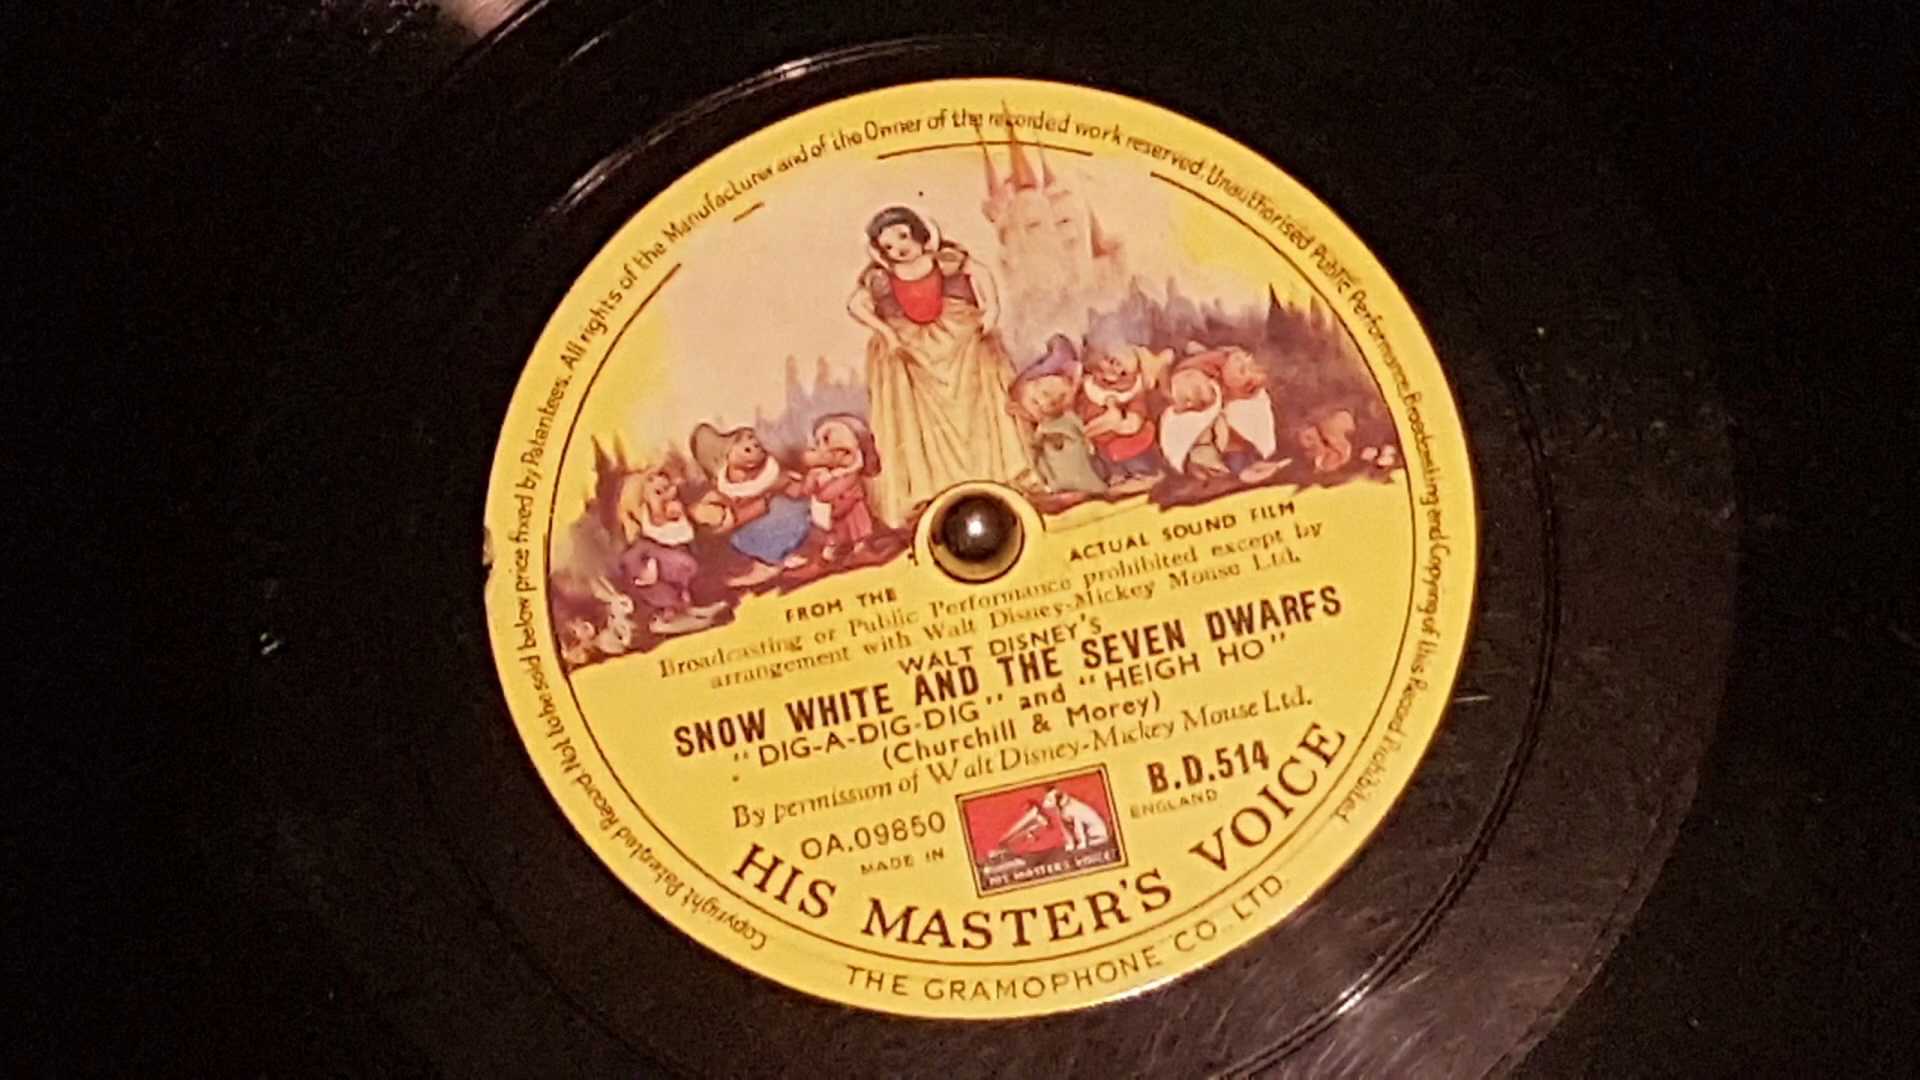 Copyright Patented Record. Not to be sold below price fixed by Patentees. All rights of the Manufacturer and of the Owner of the recorded work reserved. Unauthorised Public Performance, Broadcasting and Copying of this Record Prohibited.
FROM THE ACTUAL SOUND FILM
Broadcasting or Public Performance prohibited except by
arrangement with Walt Disney-Mickey Mouse Ltd.
WALT DISNEY'S
SNOW WHITE AND THE SEVEN DWARFS
"DIG-A-DIG-DIG" and "HEIGH HO"
(Churchill & Morey)
By permission of Walt Disney-Mickey Mouse Ltd.
OA.09850
B.D.514
MADE IN ENGLAND
HIS MASTER'S VOICE
HIS MASTER'S VOICE
THE GRAMOPHONE CO., LTD.